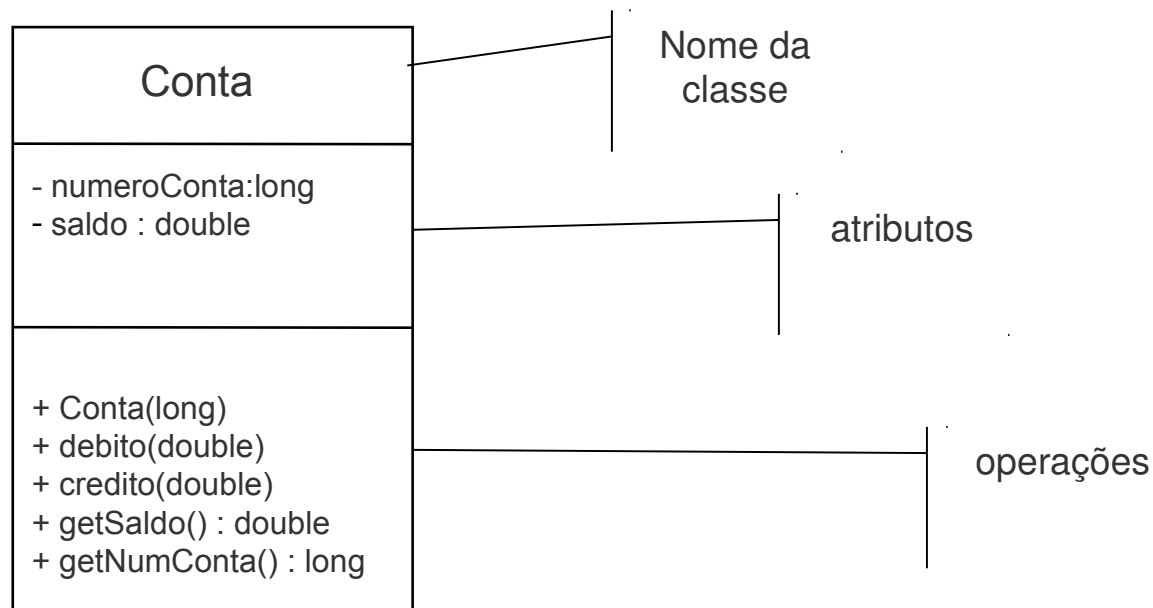 Conta
Nome da
classe
- numeroConta:long
- saldo : double
atributos
+ Conta(long)
+ debito(double)
+ credito(double)
+ getSaldo() : double
+ getNumConta() : long
operações